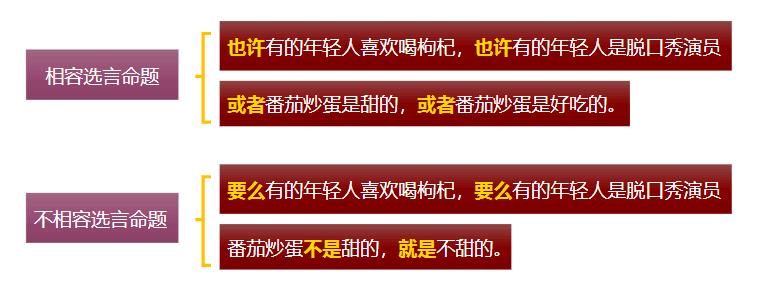 相容选言命题
也许有的年轻人喜欢喝枸杞，也许有的年轻人是脱口秀演员
或者番茄炒蛋是甜的，或者番茄炒蛋是好吃的。
不相容选言命题
要么有的年轻人喜欢喝枸杞，要么有的年轻人是脱口秀演员
番茄炒蛋不是甜的，就是不甜的。